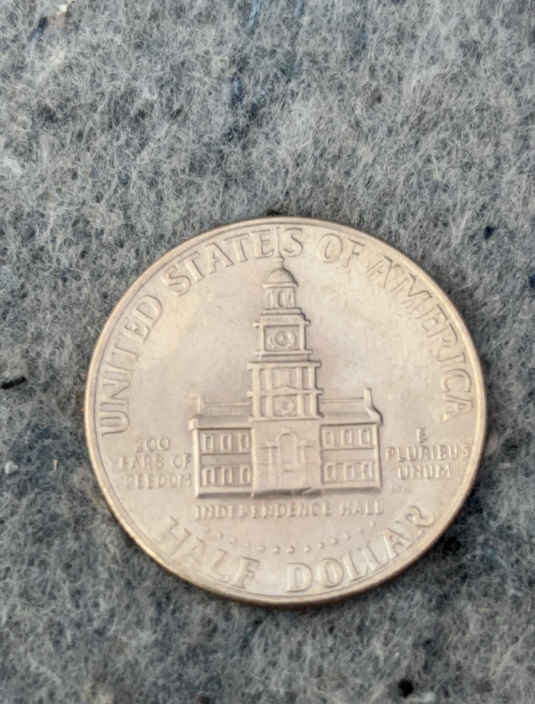 UNITED STATES OF AMERICA
200
YEARS OF
FREEDOM
E
PLURIBUS
UNUM
INDEPENDENCE HALL
HALF DOLLAR